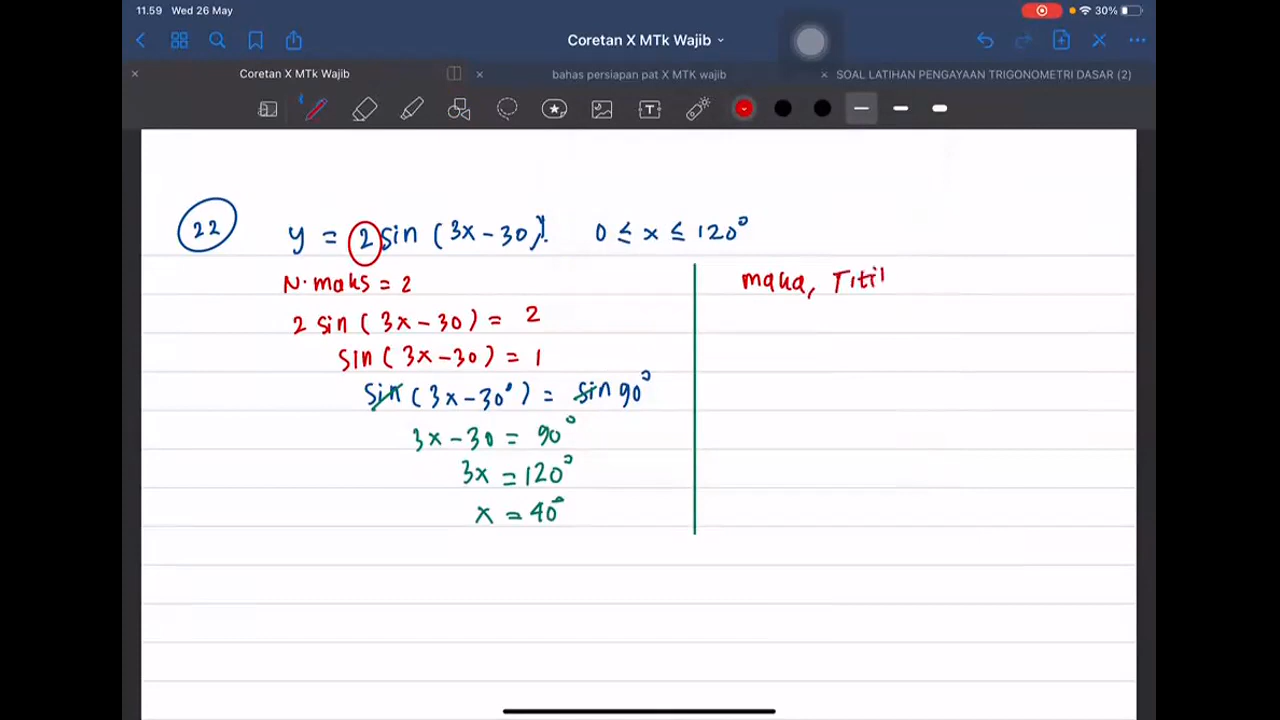 11.59 Wed 26 May
30%
Coretan X MTk Wajib
Coretan X MTk Wajib
bahas persiapan pat X MTK wajib
SOAL LATIHAN PENGAYAAN TRIGONOMETRI DASAR (2)
22
y = 2 sin (3x - 30)°. 0 ≤ x ≤ 120°
N. maks = 2
2 sin (3x - 30) = 2
sin (3x - 30) = 1
sin (3x - 30°) = sin 90°
3x - 30 = 90°
3x = 120°
x = 40°
maka, Titil